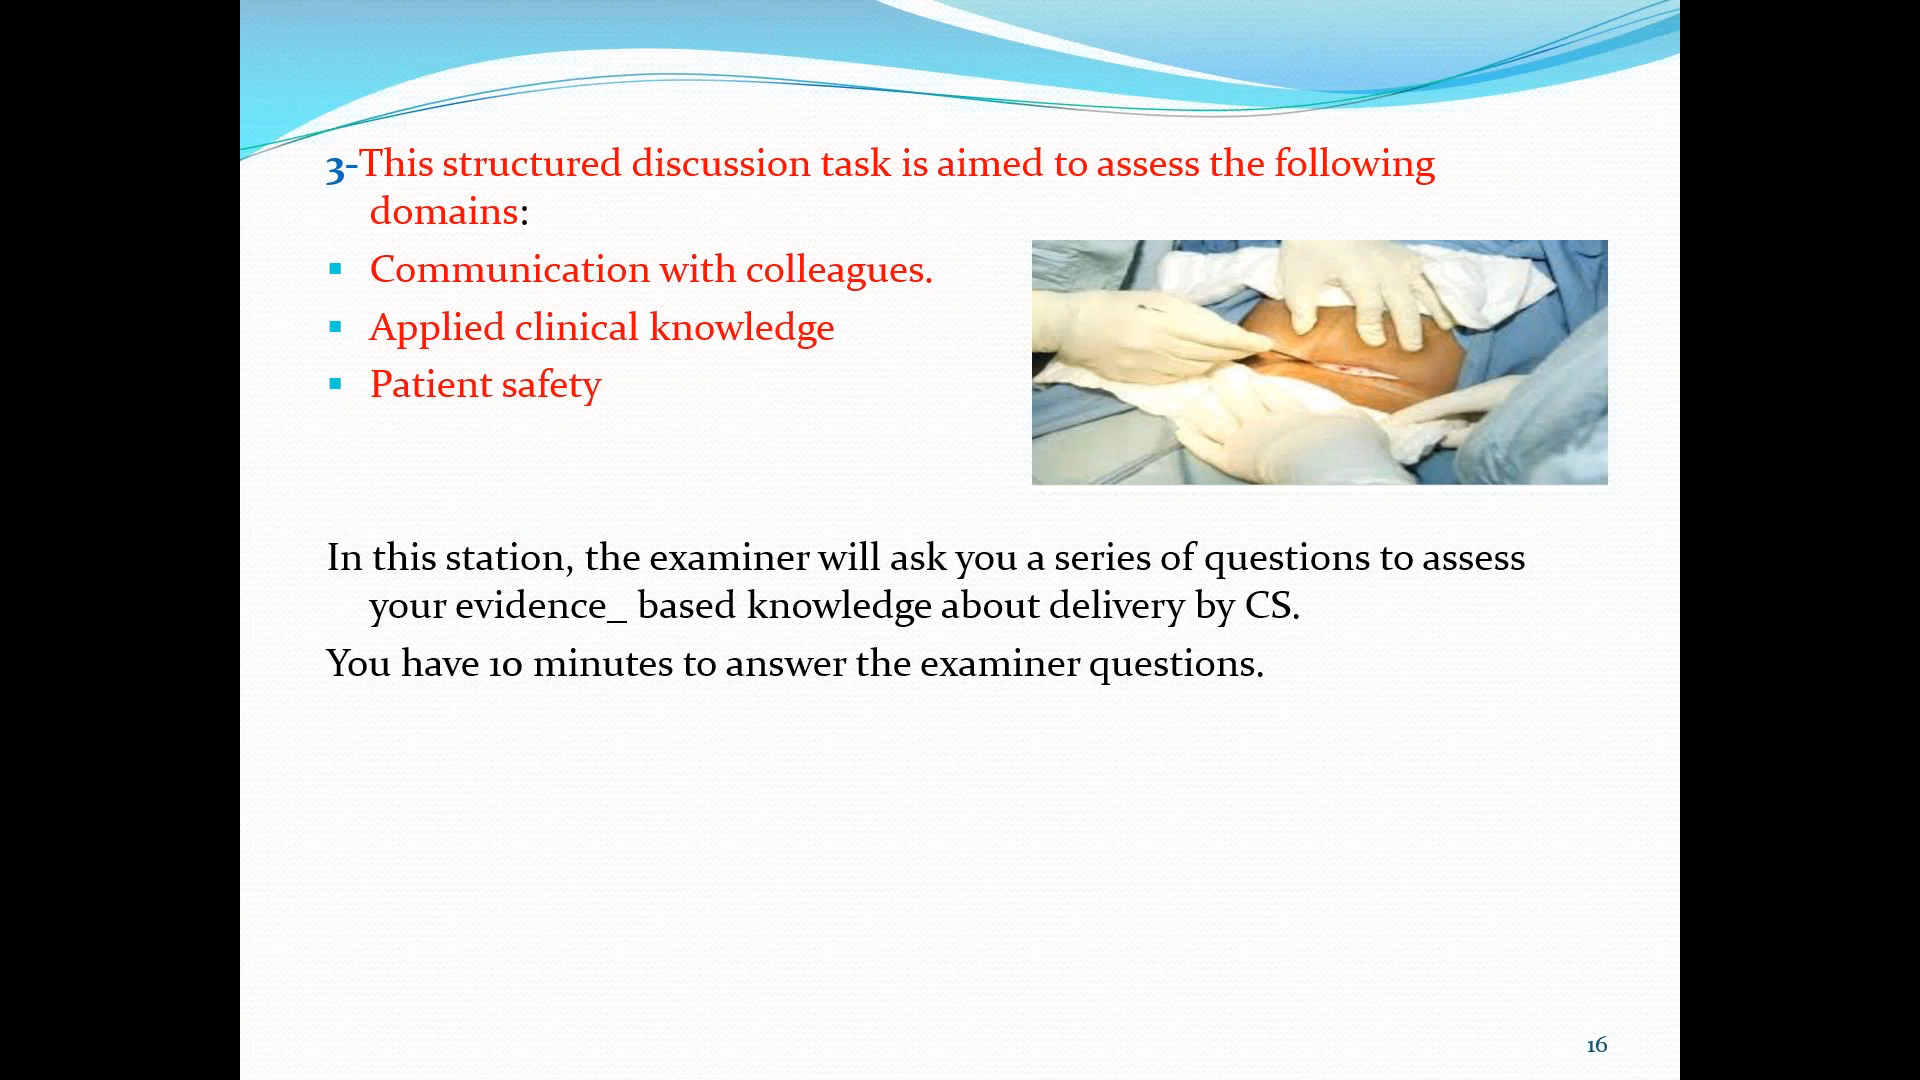 3-This structured discussion task is aimed to assess the following
domains:
▪ Communication with colleagues.
▪ Applied clinical knowledge
▪ Patient safety
In this station, the examiner will ask you a series of questions to assess
your evidence_ based knowledge about delivery by CS.
You have 10 minutes to answer the examiner questions.
16